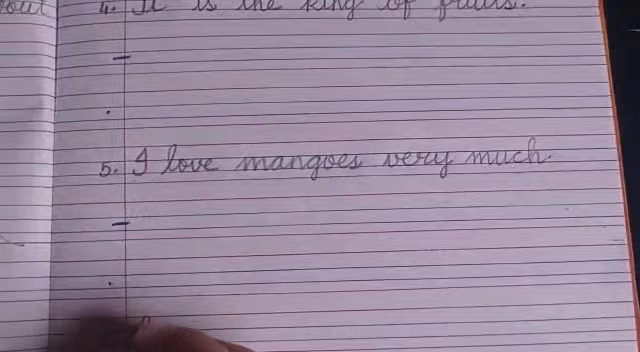 4. It is the king of fruits.
5. I love mangoes very much.